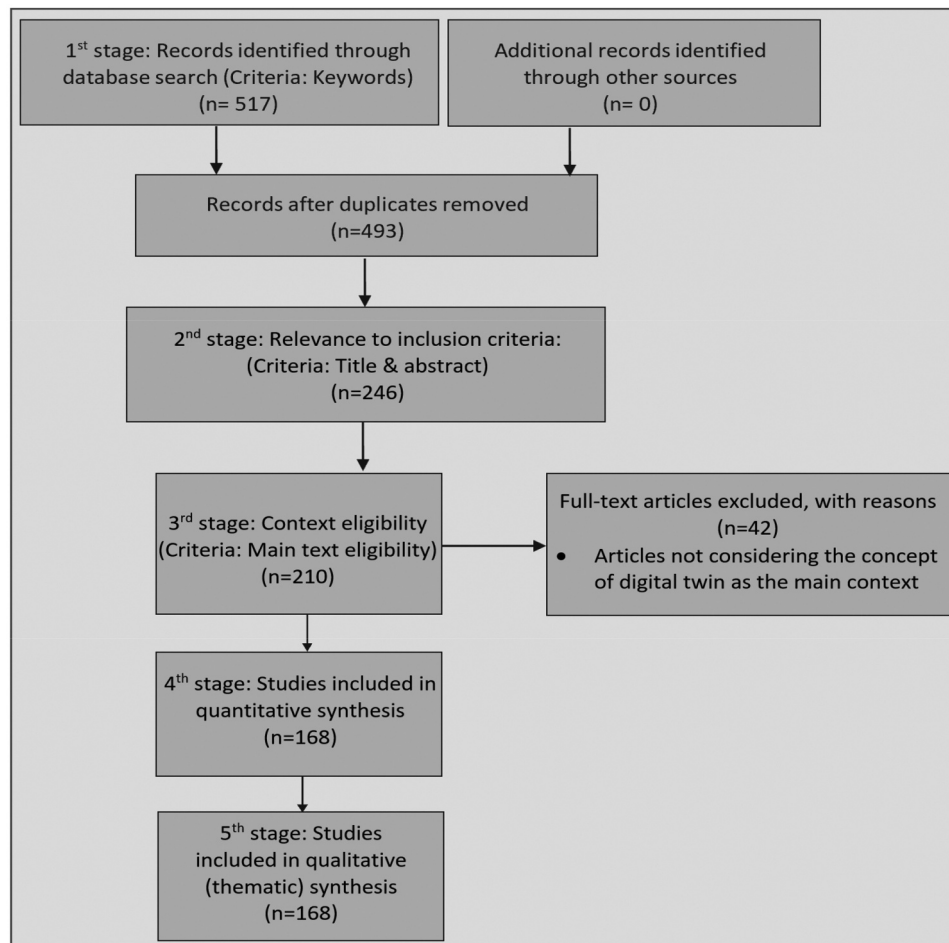 1st stage: Records identified through
database search (Criteria: Keywords)
(n= 517)
Additional records identified
through other sources
(n= 0)
Records after duplicates removed
(n=493)
2nd stage: Relevance to inclusion criteria:
(Criteria: Title & abstract)
(n=246)
3rd stage: Context eligibility
(Criteria: Main text eligibility)
(n=210)
Full-text articles excluded, with reasons
(n=42)
• Articles not considering the concept
of digital twin as the main context
4th stage: Studies included in
quantitative synthesis
(n=168)
5th stage: Studies
included in qualitative
(thematic) synthesis
(n=168)